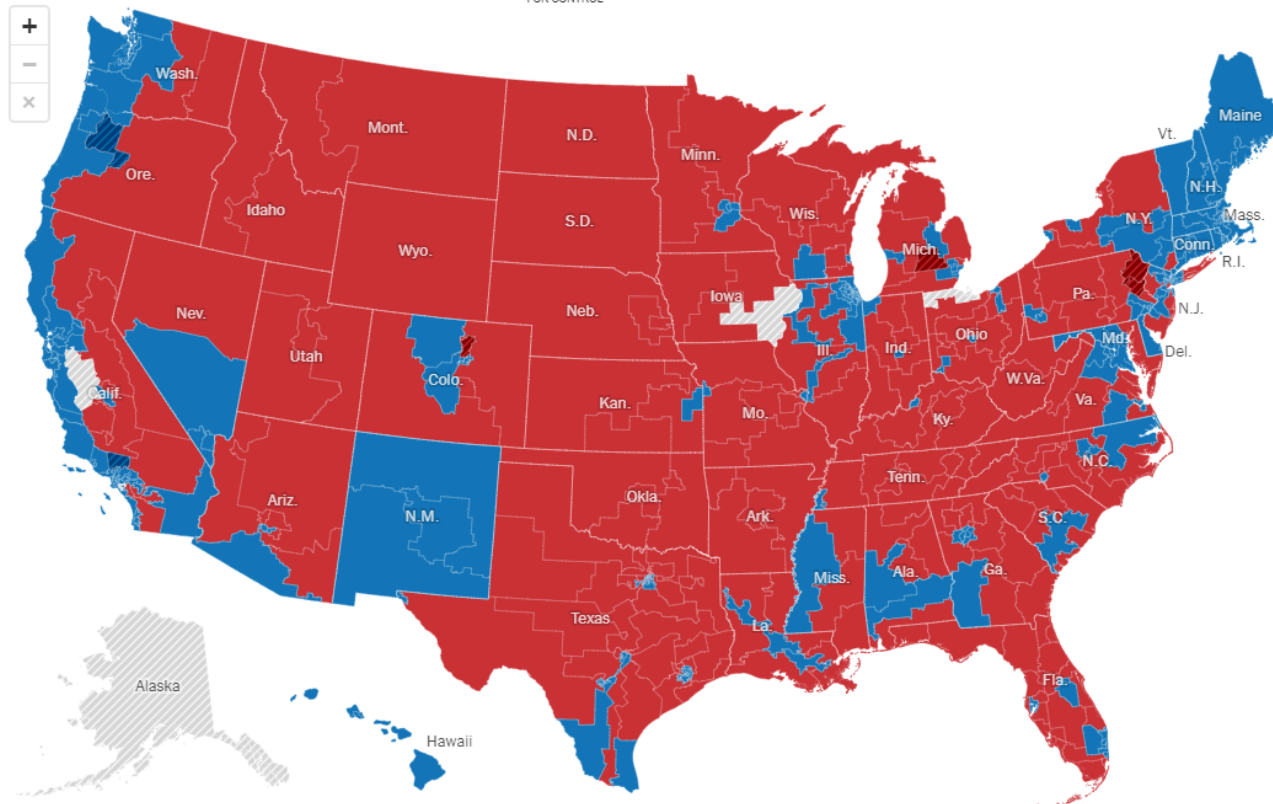 FOR CONTROL
+
−
×
Wash.
Mont.
N.D.
Minn.
Ore.
Idaho
S.D.
Wis.
Mich.
Vt.
Maine
N.H.
N.Y.
Mass.
Conn.
R.I.
Wyo.
Iowa
Neb.
Nev.
Utah
Colo.
Calif.
Ill.
Ind.
Ohio
Pa.
N.J.
Md.
Del.
W.Va.
Va.
Kan.
Mo.
Ky.
N.C.
Tenn.
Ariz.
N.M.
Okla.
Ark.
S.C.
Miss.
Ala.
Ga.
Texas
La.
Fla.
Alaska
Hawaii